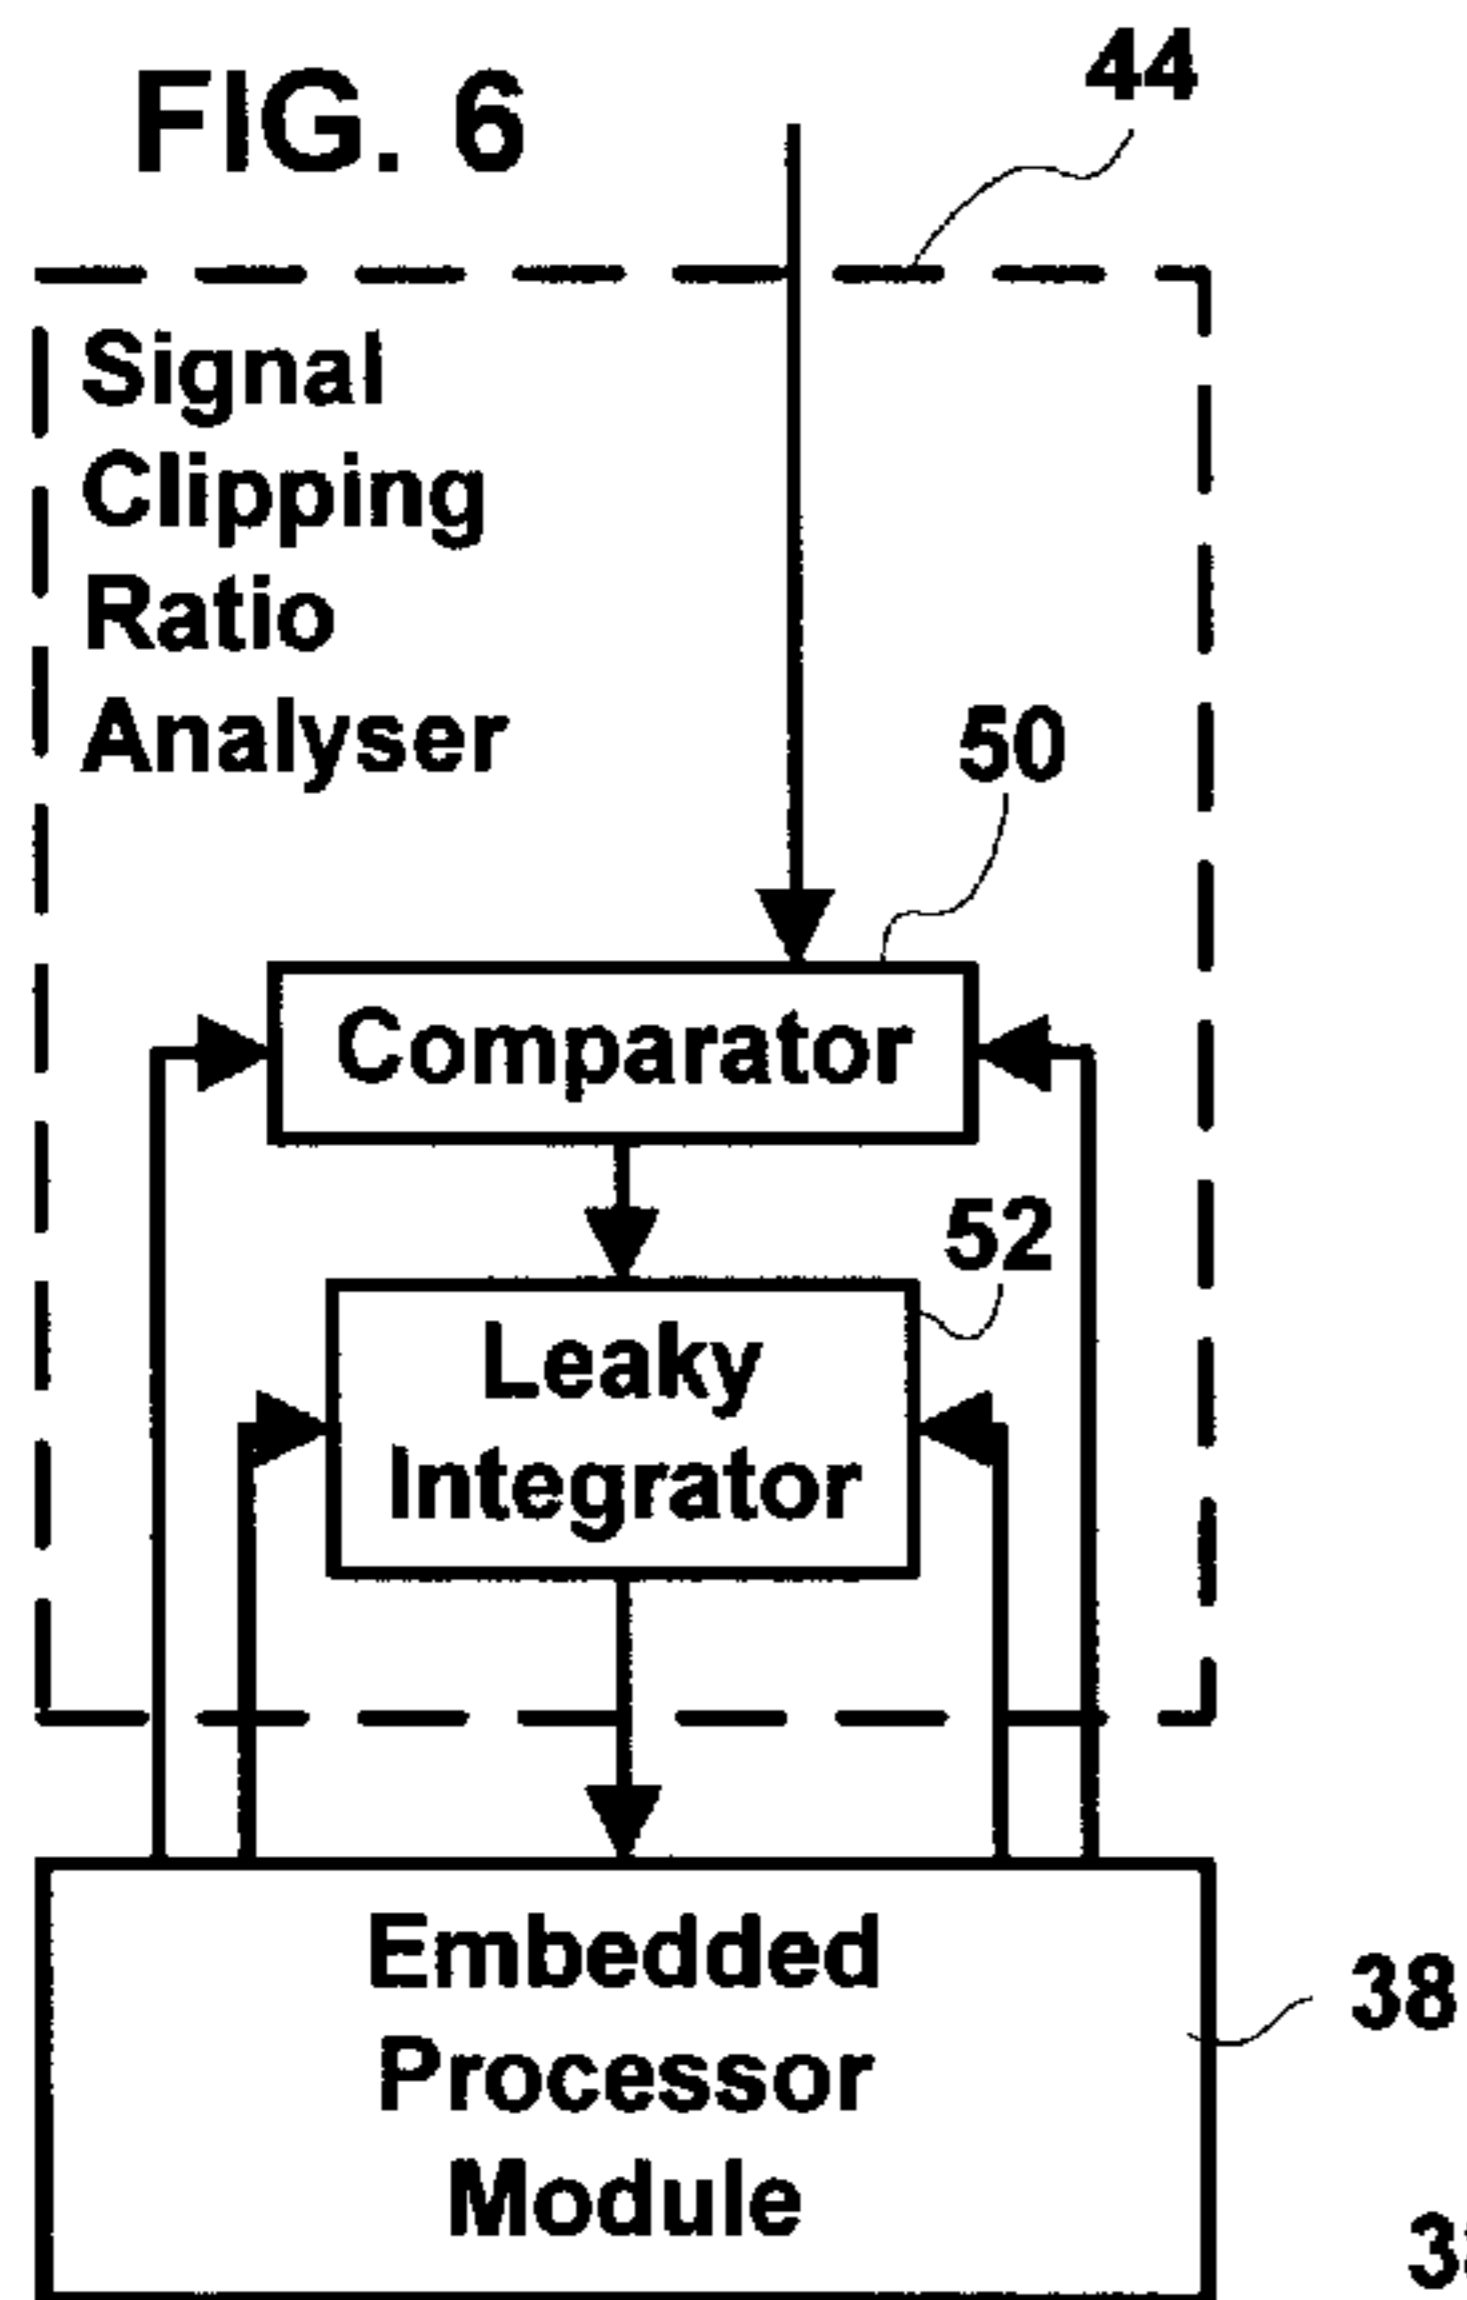 FIG. 6
44
Signal
Clipping
Ratio
Analyser
50
Comparator
52
Leaky
Integrator
Embedded
Processor
Module
38